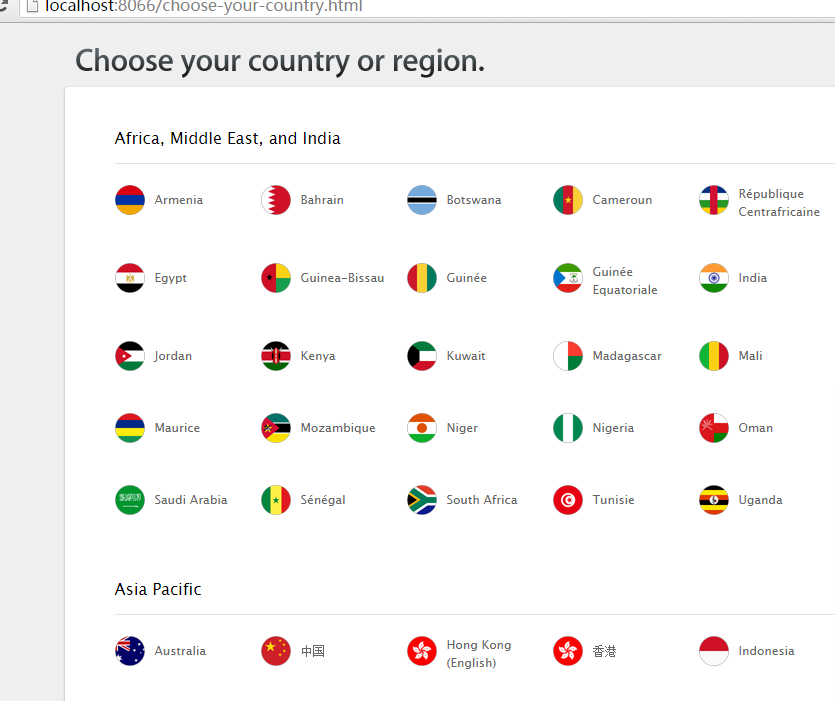 localhost:8066/choose-your-country.html
Choose your country or region.
Africa, Middle East, and India
Armenia
Bahrain
Botswana
Cameroun
République
Centrafricaine
Egypt
Guinea-Bissau
Guinée
Guinée
Equatoriale
India
Jordan
Kenya
Kuwait
Madagascar
Mali
Maurice
Mozambique
Niger
Nigeria
Oman
Saudi Arabia
Sénégal
South Africa
Tunisie
Uganda
Asia Pacific
Australia
中国
Hong Kong
(English)
香港
Indonesia